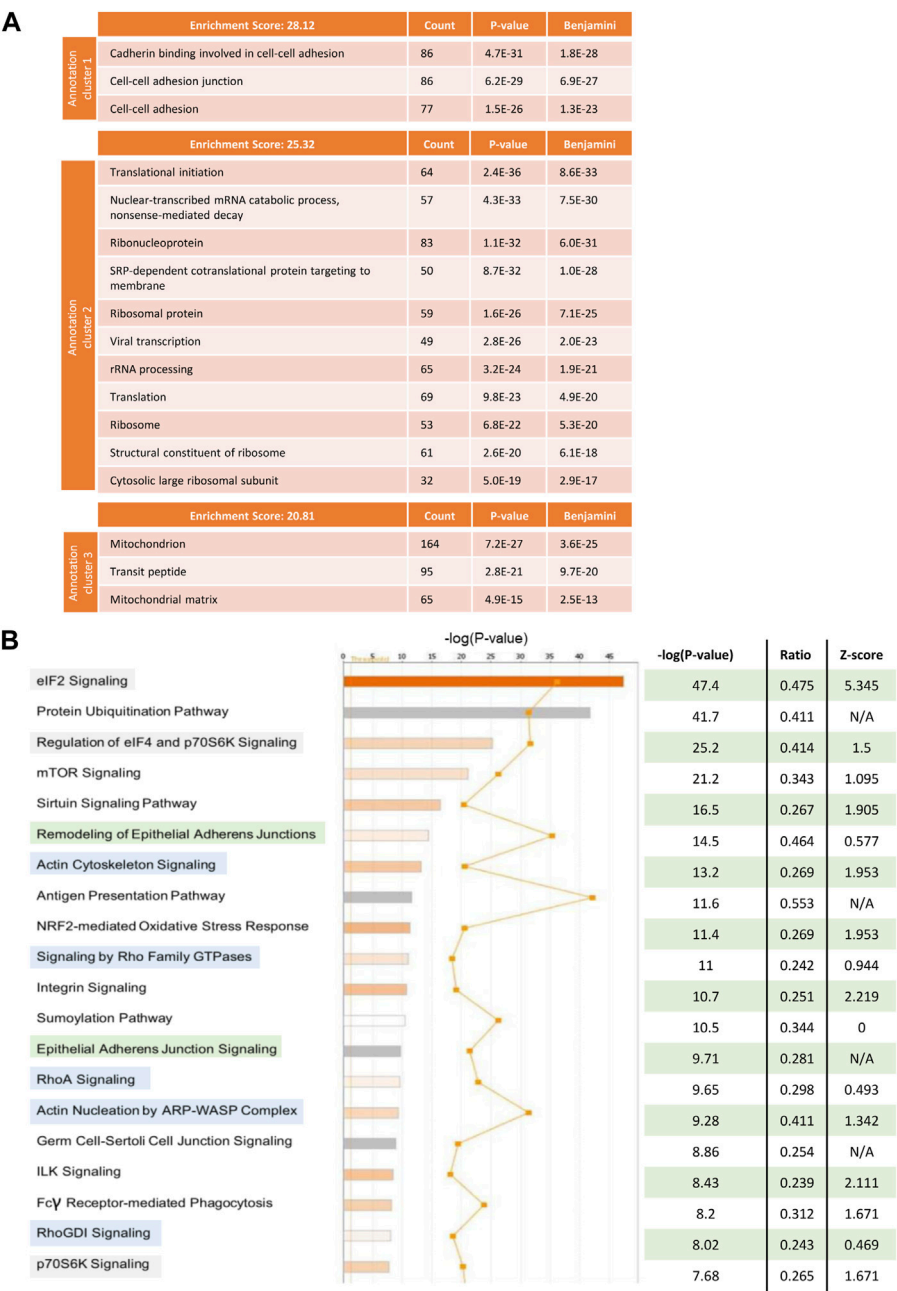 A
Enrichment Score: 28.12 Count P-value Benjamini
Annotation
cluster 1
Cadherin binding involved in cell-cell adhesion 86 4.7E-31 1.8E-28
Cell-cell adhesion junction 86 6.2E-29 6.9E-27
Cell-cell adhesion 77 1.5E-26 1.3E-23
Enrichment Score: 25.32 Count P-value Benjamini
Annotation
cluster 2
Translational initiation 64 2.4E-36 8.6E-33
Nuclear-transcribed mRNA catabolic process,
nonsense-mediated decay 57 4.3E-33 7.5E-30
Ribonucleoprotein 83 1.1E-32 6.0E-31
SRP-dependent cotranslational protein targeting to
membrane 50 8.7E-32 1.0E-28
Ribosomal protein 59 1.6E-26 7.1E-25
Viral transcription 49 2.8E-26 2.0E-23
rRNA processing 65 3.2E-24 1.9E-21
Translation 69 9.8E-23 4.9E-20
Ribosome 53 6.8E-22 5.3E-20
Structural constituent of ribosome 61 2.6E-20 6.1E-18
Cytosolic large ribosomal subunit 32 5.0E-19 2.9E-17
Enrichment Score: 20.81 Count P-value Benjamini
Annotation
cluster 3
Mitochondrion 164 7.2E-27 3.6E-25
Transit peptide 95 2.8E-21 9.7E-20
Mitochondrial matrix 65 4.9E-15 2.5E-13
B
-log(P-value)
0 5 10 15 20 25 30 35 40 45
Threshold
-log(P-value) Ratio Z-score
eIF2 Signaling 47.4 0.475 5.345
Protein Ubiquitination Pathway 41.7 0.411 N/A
Regulation of eIF4 and p70S6K Signaling 25.2 0.414 1.5
mTOR Signaling 21.2 0.343 1.095
Sirtuin Signaling Pathway 16.5 0.267 1.905
Remodeling of Epithelial Adherens Junctions 14.5 0.464 0.577
Actin Cytoskeleton Signaling 13.2 0.269 1.953
Antigen Presentation Pathway 11.6 0.553 N/A
NRF2-mediated Oxidative Stress Response 11.4 0.269 1.953
Signaling by Rho Family GTPases 11 0.242 0.944
Integrin Signaling 10.7 0.251 2.219
Sumoylation Pathway 10.5 0.344 0
Epithelial Adherens Junction Signaling 9.71 0.281 N/A
RhoA Signaling 9.65 0.298 0.493
Actin Nucleation by ARP-WASP Complex 9.28 0.411 1.342
Germ Cell-Sertoli Cell Junction Signaling 8.86 0.254 N/A
ILK Signaling 8.43 0.239 2.111
Fcγ Receptor-mediated Phagocytosis 8.2 0.312 1.671
RhoGDI Signaling 8.02 0.243 0.469
p70S6K Signaling 7.68 0.265 1.671